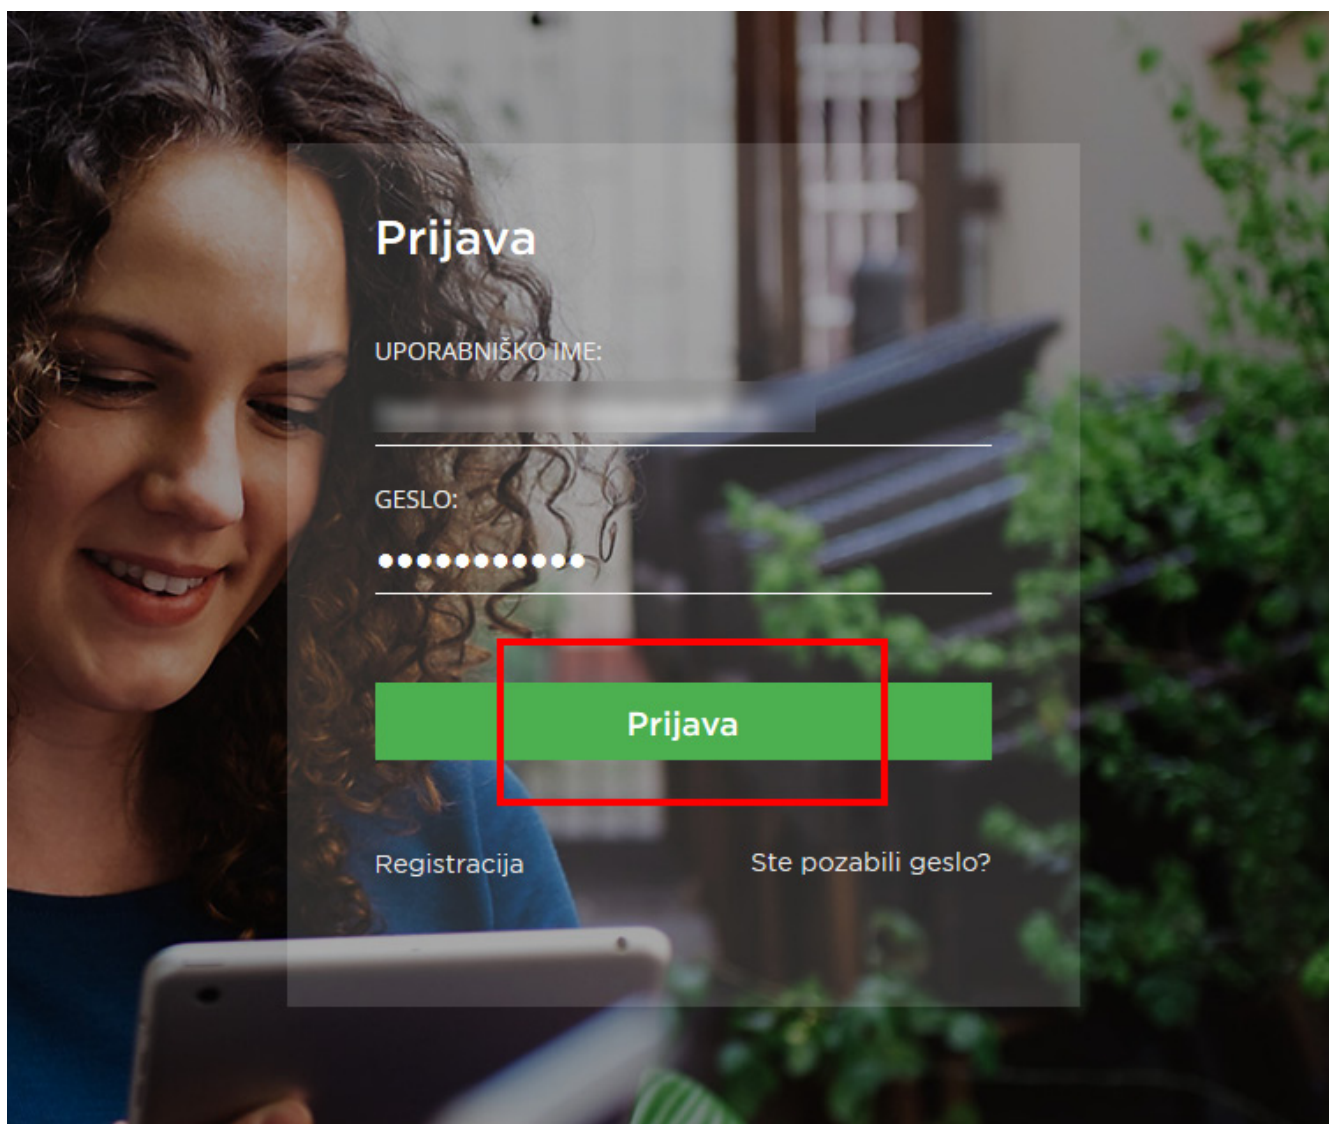 Prijava
UPORABNIŠKO IME:
GESLO:
•••••••••••
Prijava
Registracija
Ste pozabili geslo?